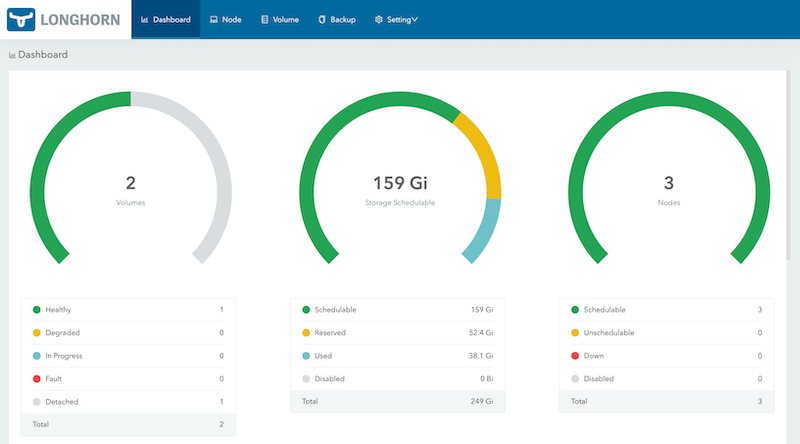 LONGHORN Dashboard Node Volume Backup Setting
Dashboard
2
Volumes
159 Gi
Storage Schedulable
3
Nodes
Healthy 1
Degraded 0
In Progress 0
Fault 0
Detached 1
Total 2
Schedulable 159 Gi
Reserved 52.4 Gi
Used 38.1 Gi
Disabled 0 Bi
Total 249 Gi
Schedulable 3
Unschedulable 0
Down 0
Disabled 0
Total 3